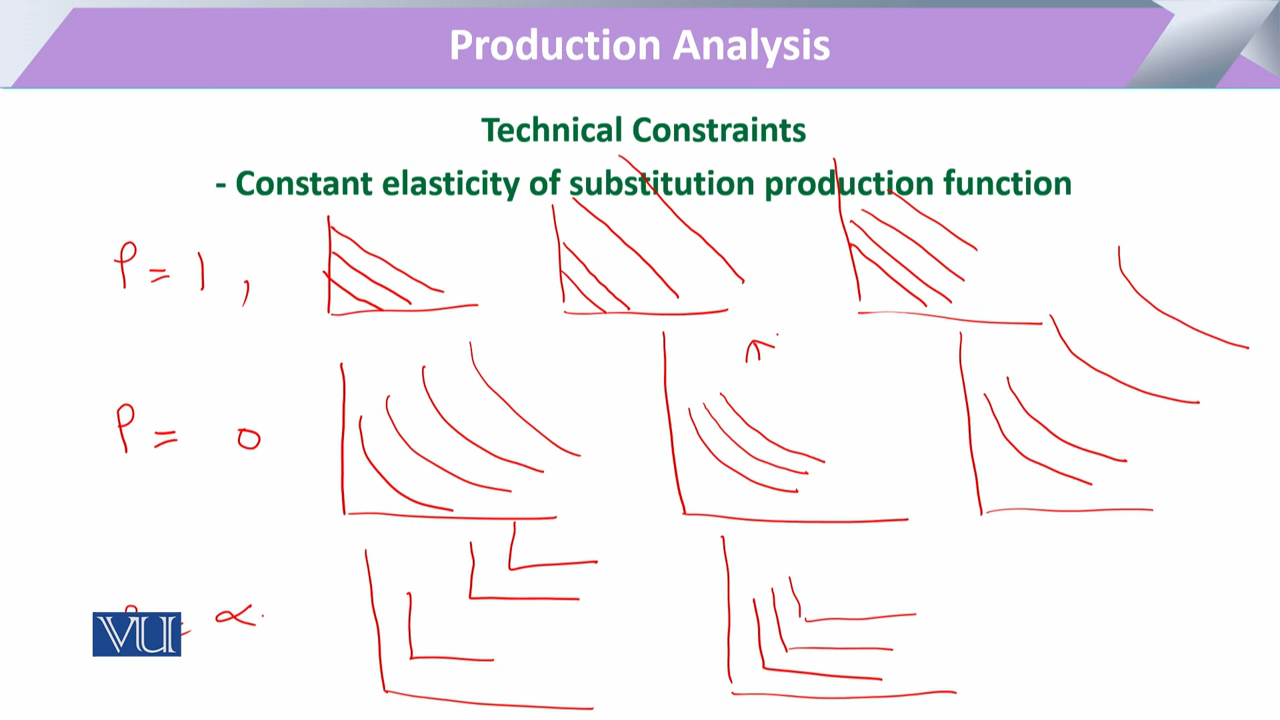 Production Analysis
Technical Constraints
- Constant elasticity of substitution production function
ρ = 1 ,
ρ = 0
= ∝
VU